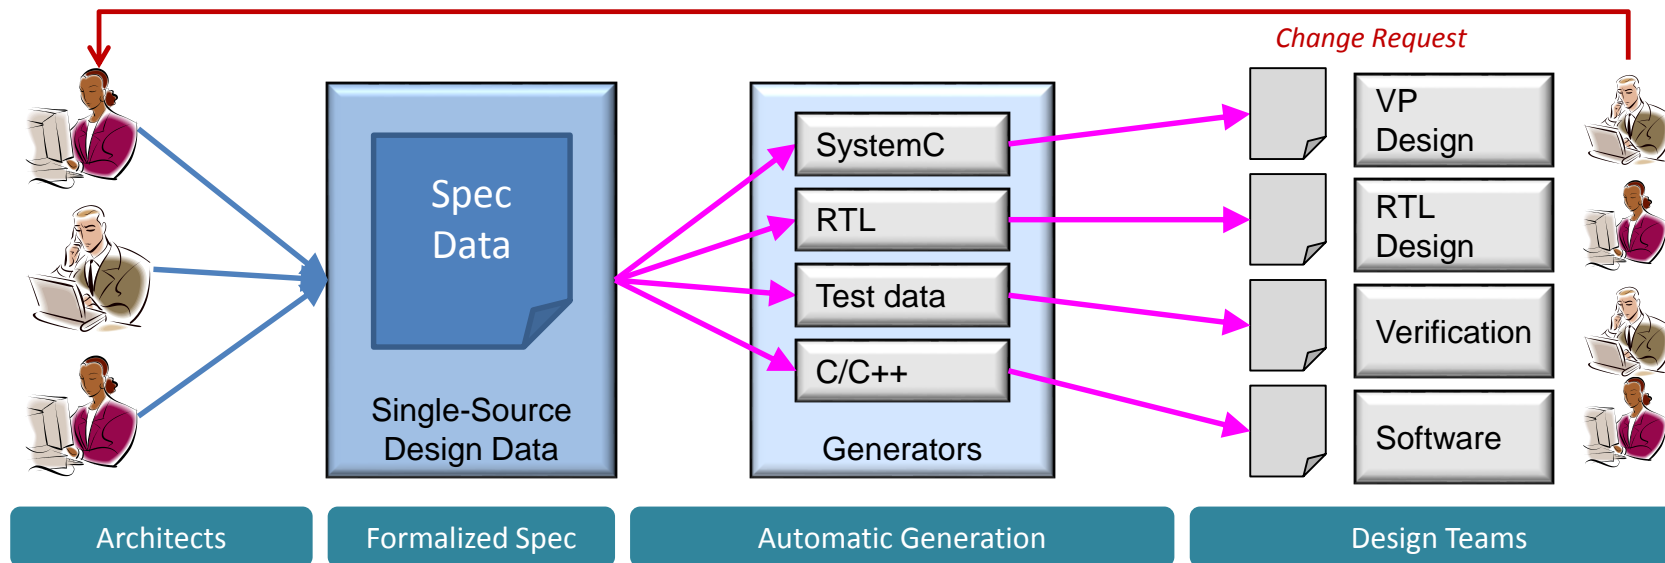 Change Request
Spec
Data
Single-Source
Design Data
SystemC
RTL
Test data
C/C++
Generators
VP
Design
RTL
Design
Verification
Software
Architects
Formalized Spec
Automatic Generation
Design Teams